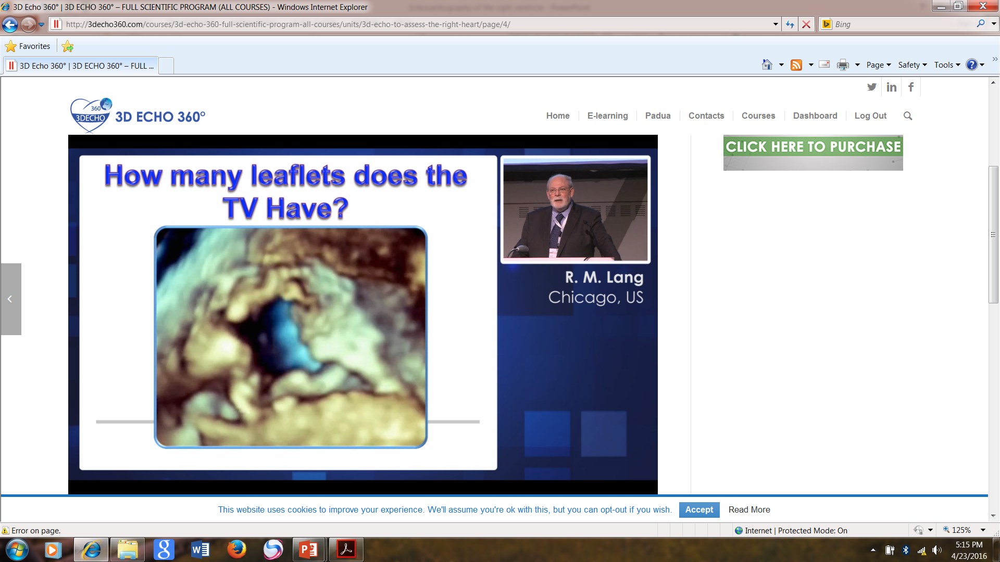 3D Echo 360° | 3D ECHO 360° – FULL SCIENTIFIC PROGRAM (ALL COURSES) - Windows Internet Explorer
http://3decho360.com/courses/3d-echo-360-full-scientific-program-all-courses/units/3d-echo-to-assess-the-right-heart/page/4/
Bing
Favorites
3D Echo 360° | 3D ECHO 360° – FULL ...
Page
Safety
Tools
360
3DECHO
3D ECHO 360°
Home
E-learning
Padua
Contacts
Courses
Dashboard
Log Out
CLICK HERE TO PURCHASE
How many leaflets does the
TV Have?
R. M. Lang
Chicago, US
This website uses cookies to improve your experience. We'll assume you're ok with this, but you can opt-out if you wish.
Accept
Read More
Error on page.
Internet | Protected Mode: On
125%
5:15 PM
4/23/2016